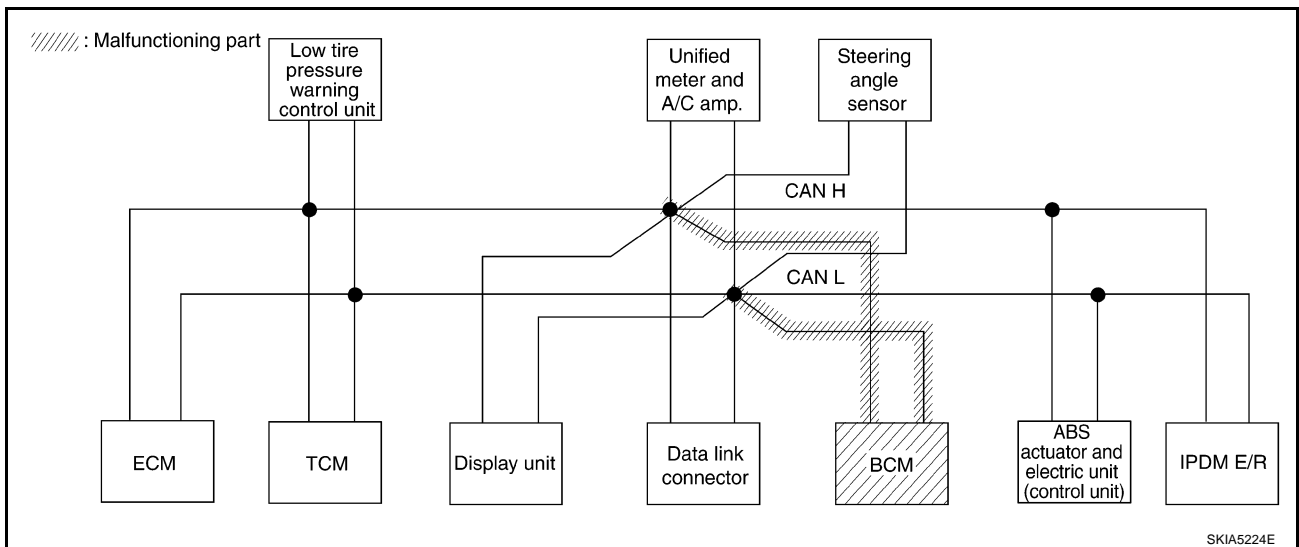 : Malfunctioning part
Low tire
pressure
warning
control unit
Unified
meter and
A/C amp.
Steering
angle
sensor
CAN H
CAN L
ECM
TCM
Display unit
Data link
connector
BCM
ABS
actuator and
electric unit
(control unit)
IPDM E/R
SKIA5224E